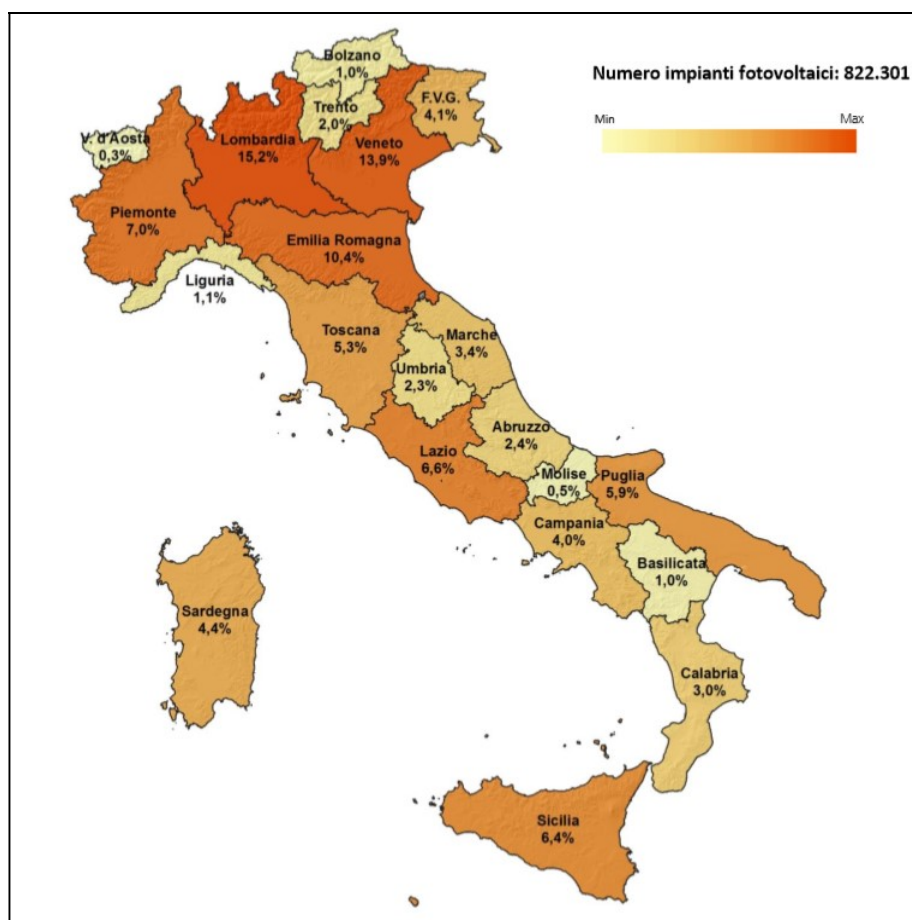 Numero impianti fotovoltaici: 822.301
Min
Max
Bolzano
1,0%
Trento
2,0%
F.V.G.
4,1%
V. d'Aosta
0,3%
Lombardia
15,2%
Veneto
13,9%
Piemonte
7,0%
Emilia Romagna
10,4%
Liguria
1,1%
Toscana
5,3%
Marche
3,4%
Umbria
2,3%
Abruzzo
2,4%
Lazio
6,6%
Molise
0,5%
Puglia
5,9%
Campania
4,0%
Basilicata
1,0%
Sardegna
4,4%
Calabria
3,0%
Sicilia
6,4%